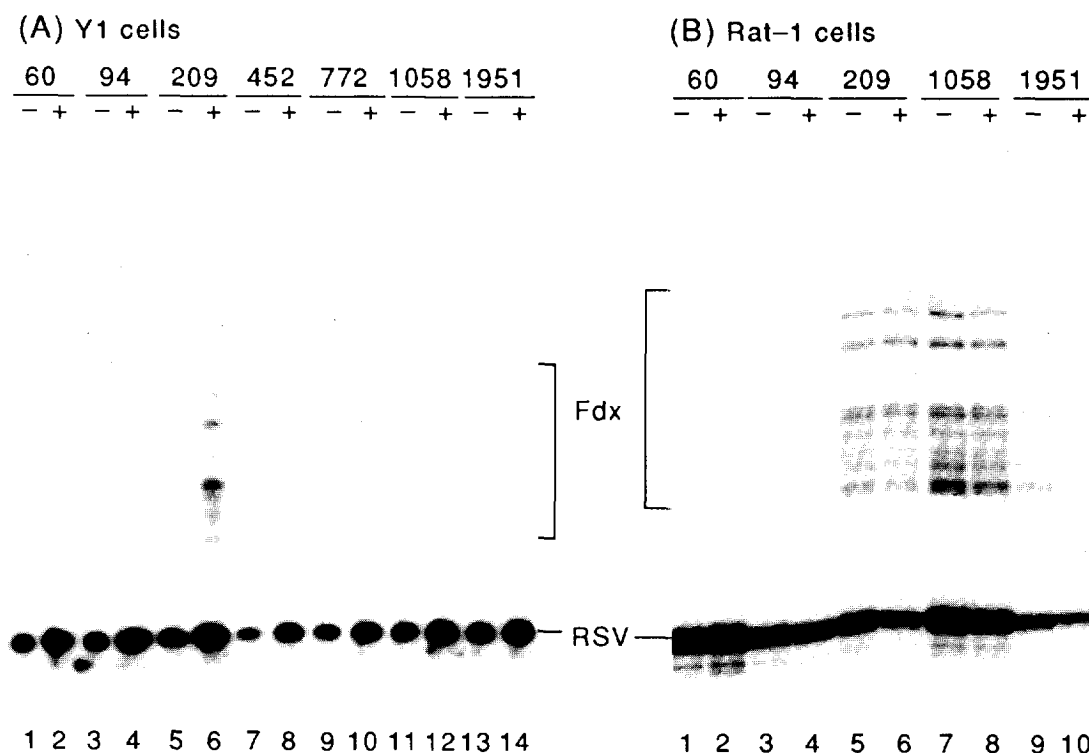 (A) Y1 cells
60 94 209 452 772 1058 1951
− + − + − + − + − + − + − +
Fdx
RSV
1 2 3 4 5 6 7 8 9 10 11 12 13 14
(B) Rat−1 cells
60 94 209 1058 1951
− + − + − + − + − +
1 2 3 4 5 6 7 8 9 10